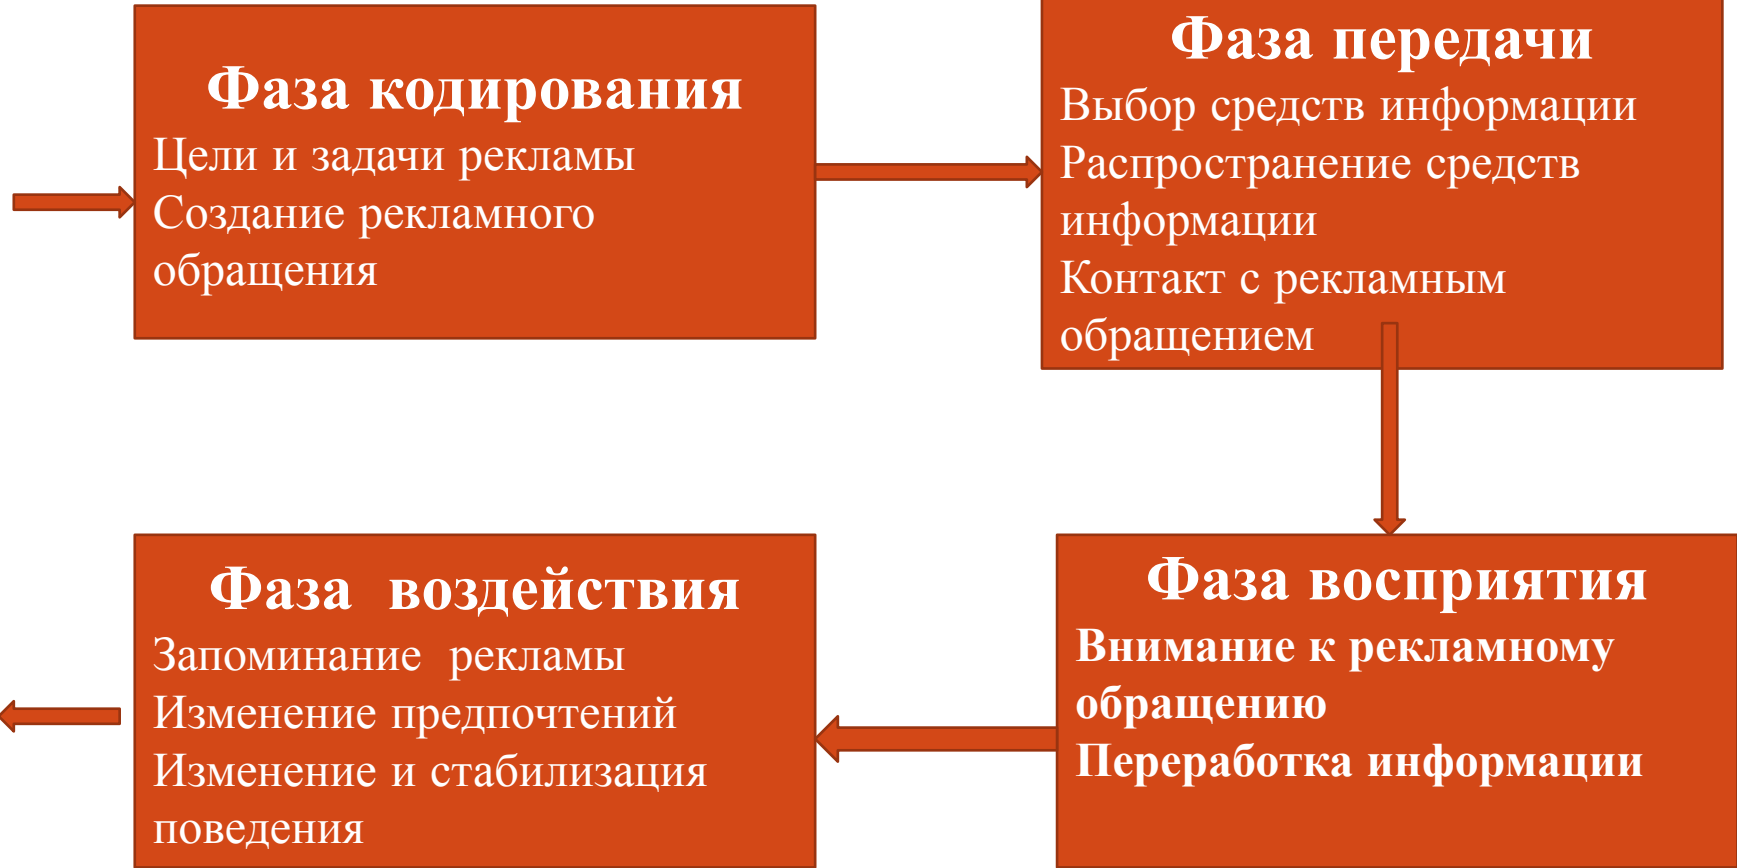 Фаза кодирования
Цели и задачи рекламы
Создание рекламного
обращения
Фаза передачи
Выбор средств информации
Распространение средств
информации
Контакт с рекламным
обращением
Фаза воздействия
Запоминание рекламы
Изменение предпочтений
Изменение и стабилизация
поведения
Фаза восприятия
Внимание к рекламному
обращению
Переработка информации